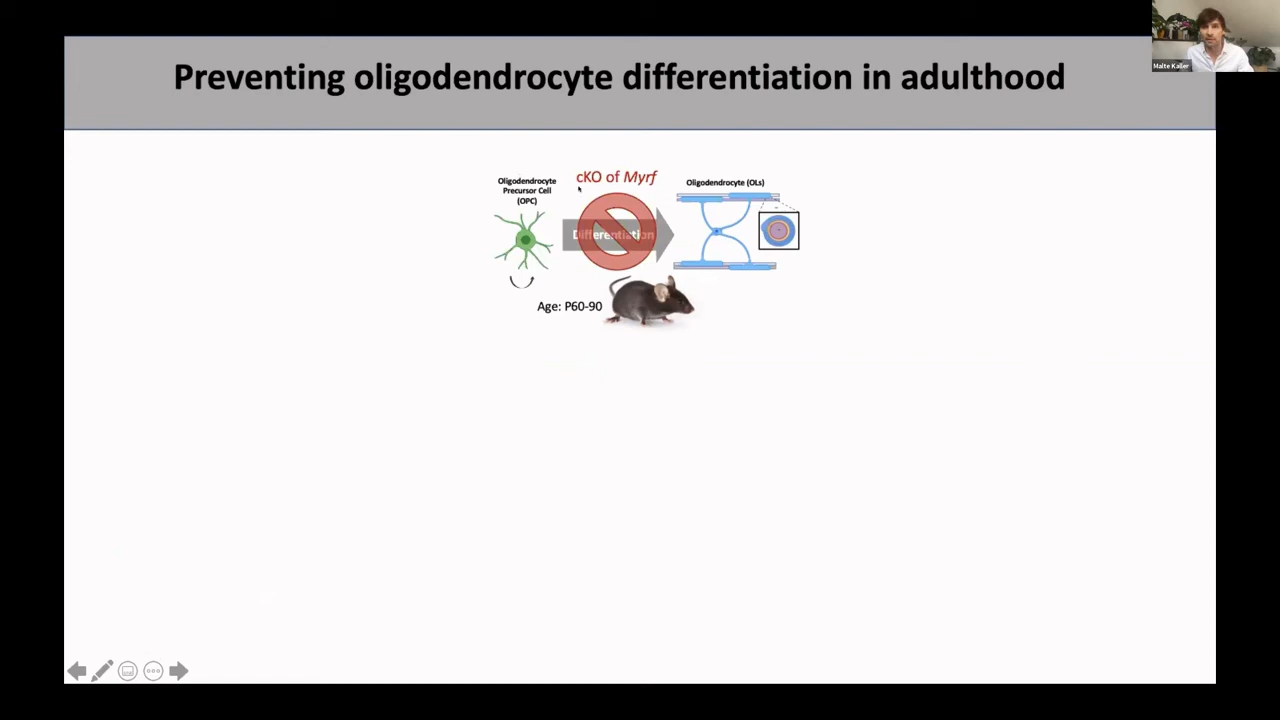 Malte Kaller
Preventing oligodendrocyte differentiation in adulthood
Oligodendrocyte
Precursor Cell
(OPC)
cKO of Myrf
Oligodendrocyte (OLs)
Differentiation
Age: P60-90